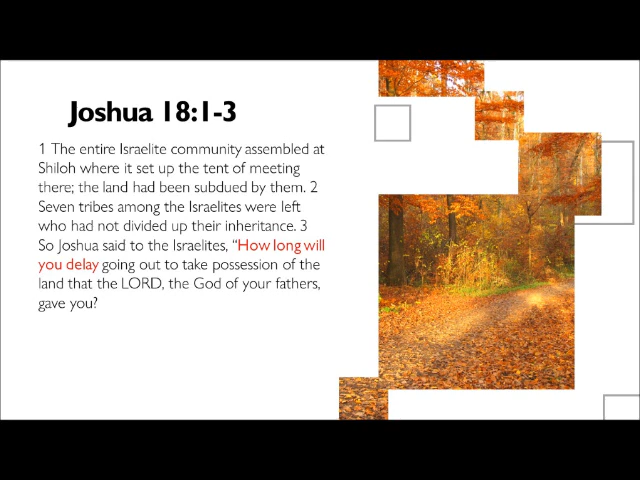 Joshua 18:1-3
1 The entire Israelite community assembled at
Shiloh where it set up the tent of meeting
there; the land had been subdued by them. 2
Seven tribes among the Israelites were left
who had not divided up their inheritance. 3
So Joshua said to the Israelites, “How long will
you delay going out to take possession of the
land that the LORD, the God of your fathers,
gave you?